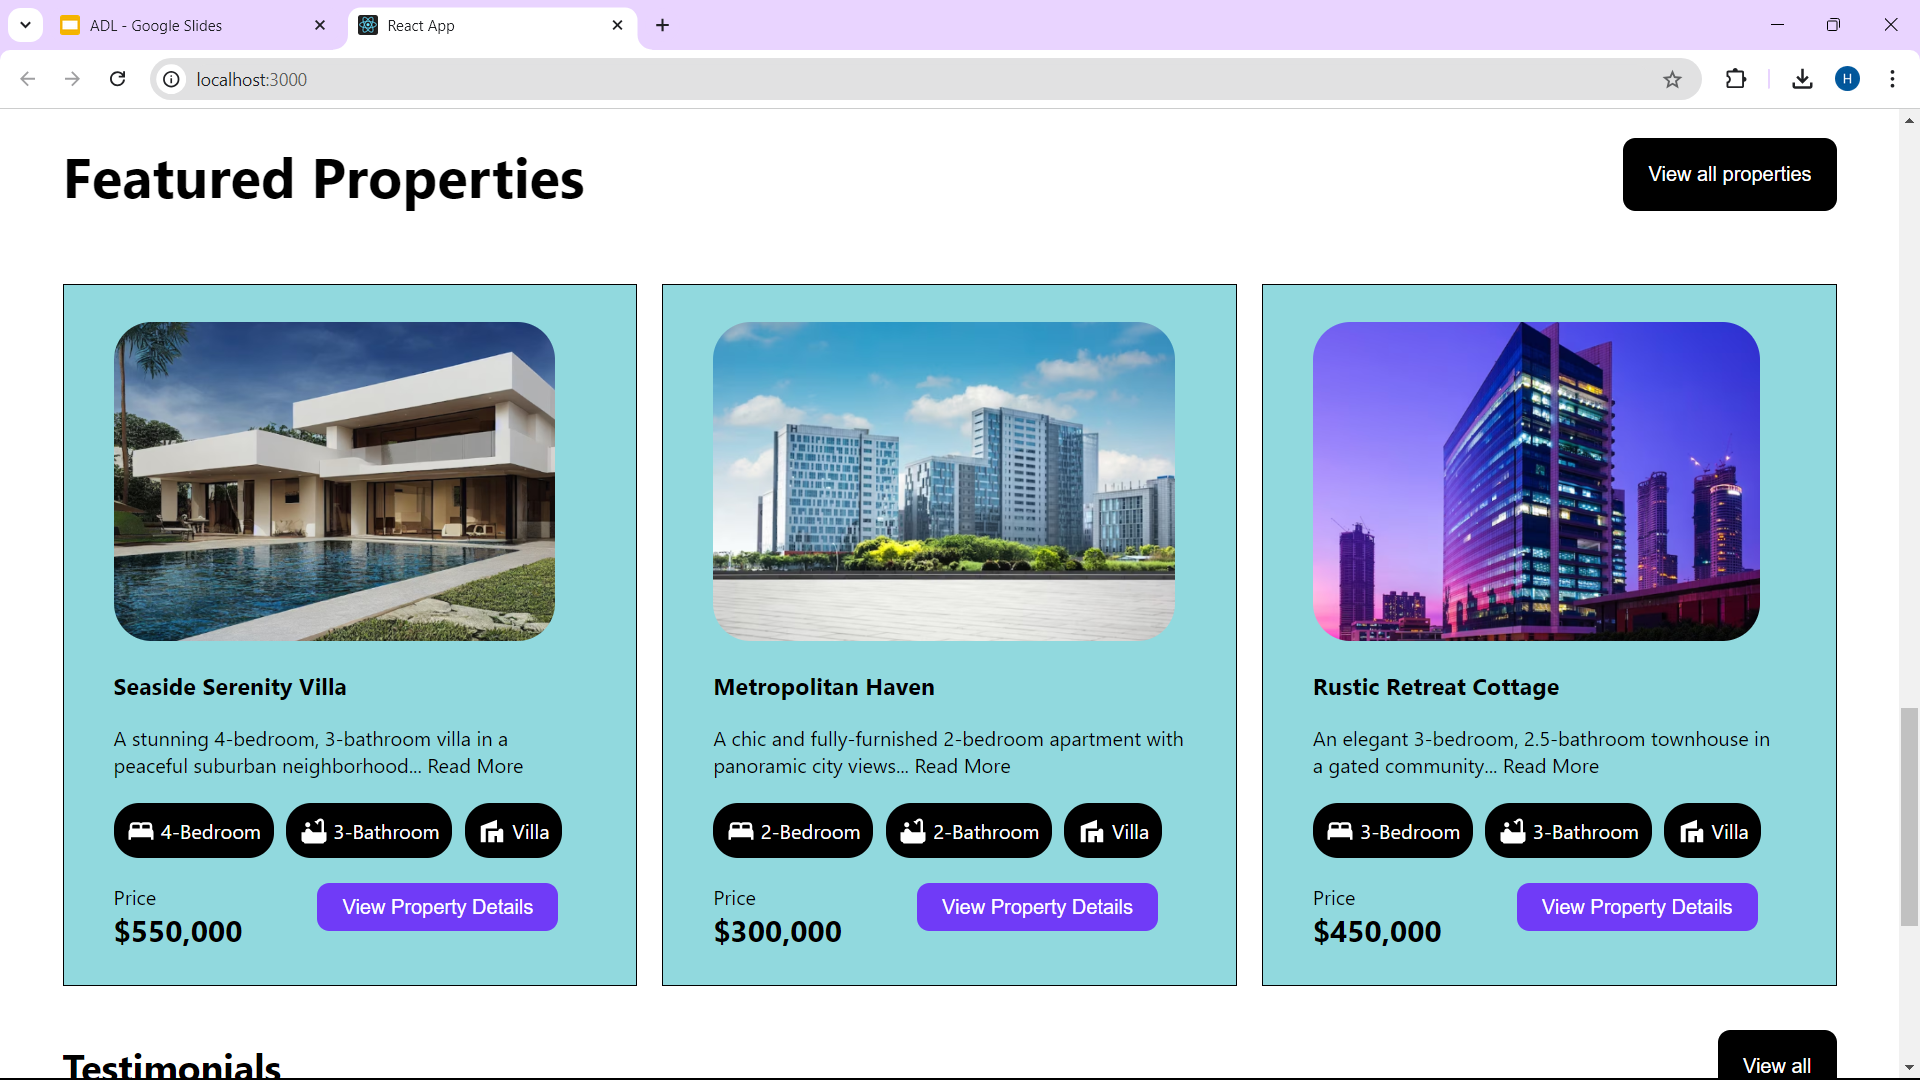 ADL - Google Slides
React App
localhost:3000
H
Featured Properties
View all properties
Seaside Serenity Villa
A stunning 4-bedroom, 3-bathroom villa in a
peaceful suburban neighborhood... Read More
4-Bedroom
3-Bathroom
Villa
Price
$550,000
View Property Details
Metropolitan Haven
A chic and fully-furnished 2-bedroom apartment with
panoramic city views... Read More
2-Bedroom
2-Bathroom
Villa
Price
$300,000
View Property Details
Rustic Retreat Cottage
An elegant 3-bedroom, 2.5-bathroom townhouse in
a gated community... Read More
3-Bedroom
3-Bathroom
Villa
Price
$450,000
View Property Details
Testimonials
View all